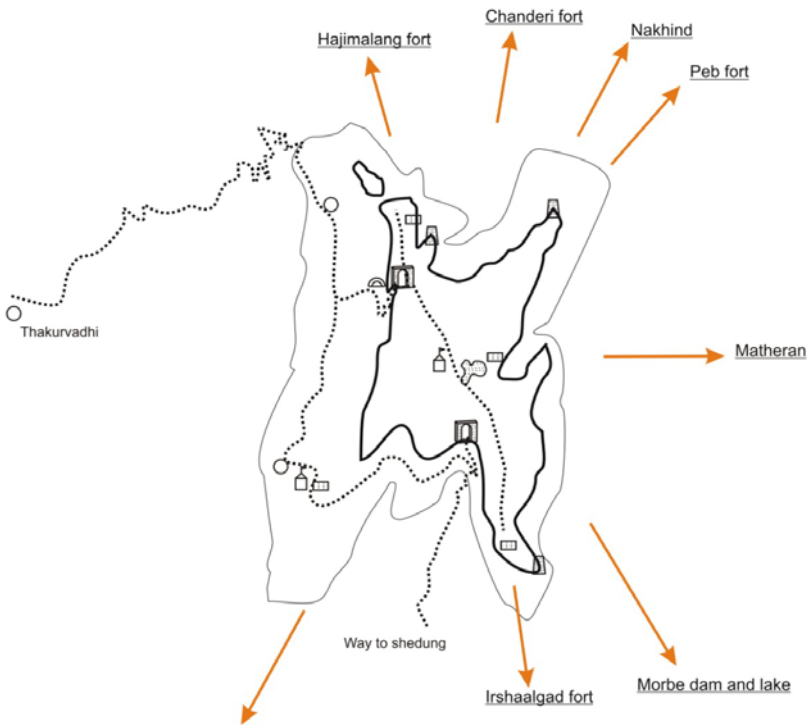 Chanderi fort
Hajimalang fort
Nakhind
Peb fort
Thakurvadhi
Matheran
Way to shedung
Irshaalgad fort
Morbe dam and lake